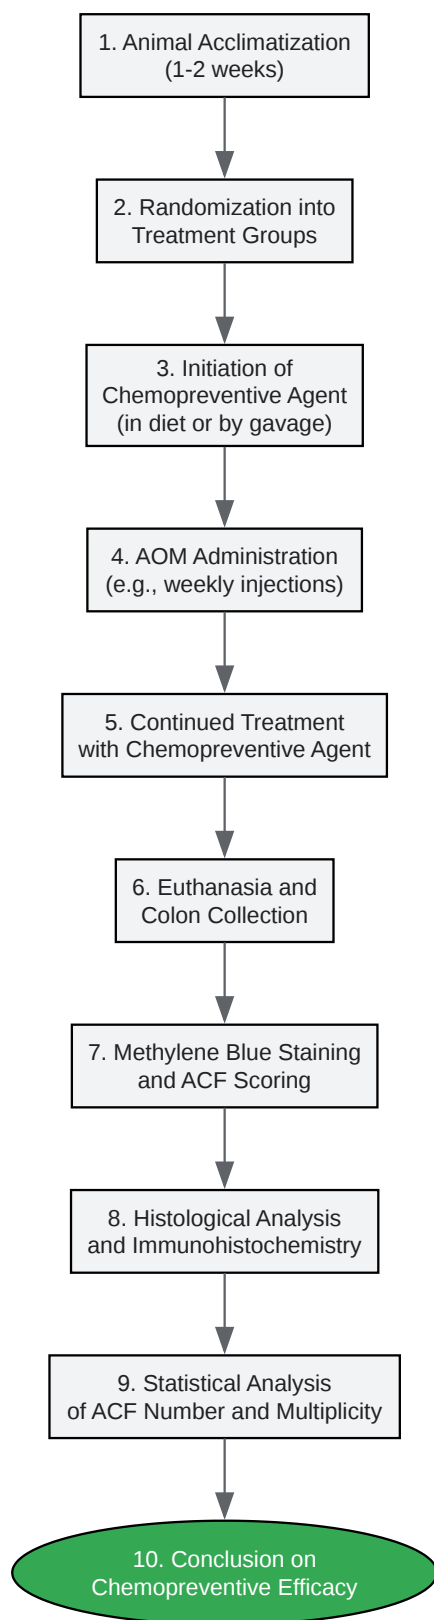 1. Animal Acclimatization
(1-2 weeks)
2. Randomization into
Treatment Groups
3. Initiation of
Chemopreventive Agent
(in diet or by gavage)
4. AOM Administration
(e.g., weekly injections)
5. Continued Treatment
with Chemopreventive Agent
6. Euthanasia and
Colon Collection
7. Methylene Blue Staining
and ACF Scoring
8. Histological Analysis
and Immunohistochemistry
9. Statistical Analysis
of ACF Number and Multiplicity
10. Conclusion on
Chemopreventive Efficacy